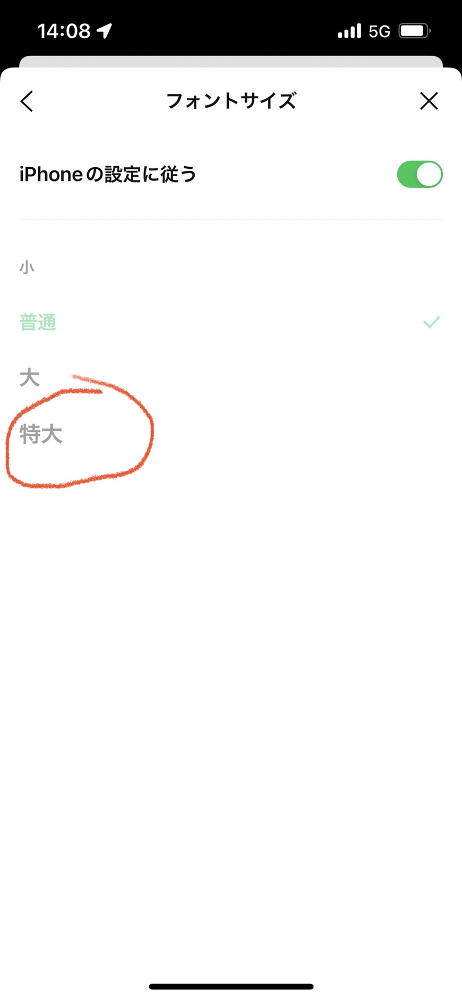 14:08 5G
フォントサイズ
iPhoneの設定に従う
小
普通
大
特大